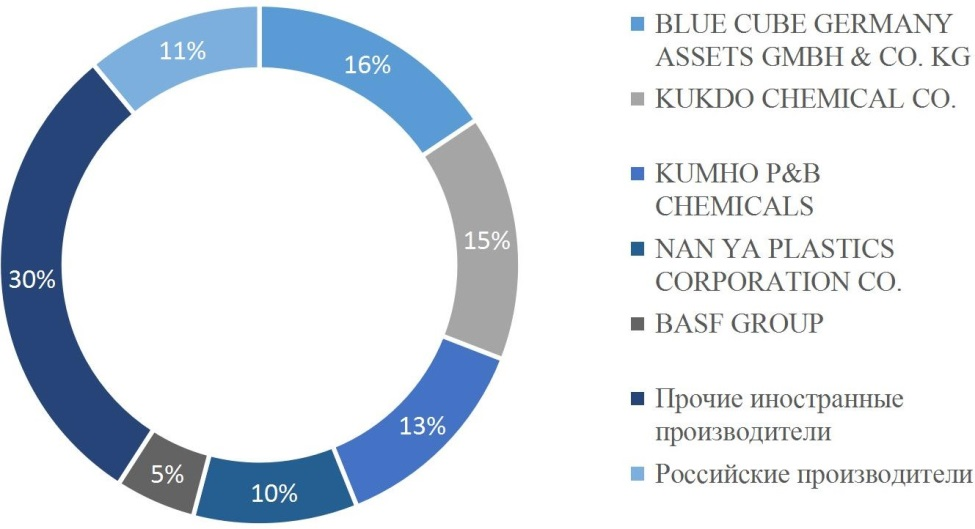 11%
16%
15%
30%
13%
5%
10%
BLUE CUBE GERMANY
ASSETS GMBH & CO. KG
KUKDO CHEMICAL CO.
KUMHO P&B
CHEMICALS
NAN YA PLASTICS
CORPORATION CO.
BASF GROUP
Прочие иностранные
производители
Российские производители